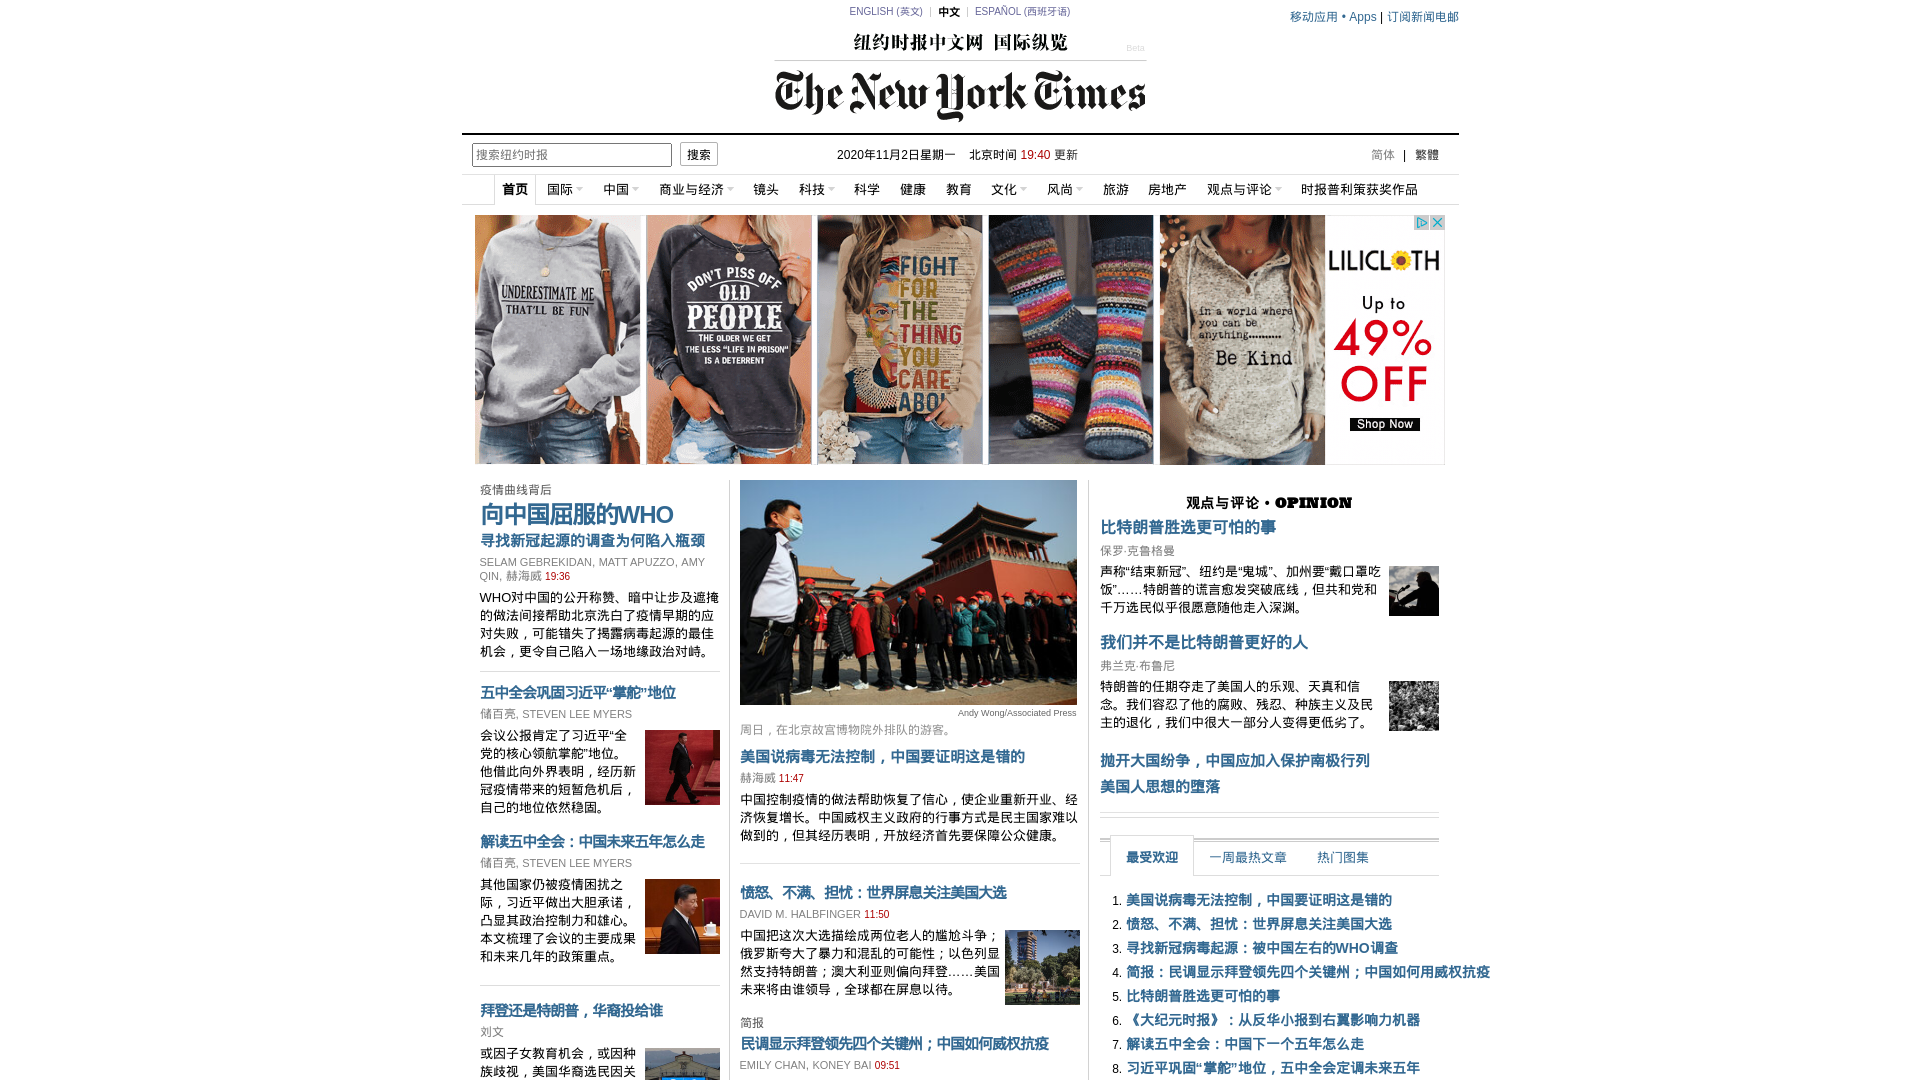 ENGLISH (英文) 中文 ESPAÑOL (西班牙语)
移动应用 • Apps | 订阅新闻电邮
纽约时报中文网 国际纵览
Beta
The New York Times
搜索纽约时报 搜索
2020年11月2日星期一 北京时间 19:40 更新
简体 | 繁體
首页 国际 中国 商业与经济 镜头 科技 科学 健康 教育 文化 风尚 旅游 房地产 观点与评论 时报普利策获奖作品
UNDERESTIMATE ME
THAT'LL BE FUN
DON'T PISS OFF
OLD
PEOPLE
THE OLDER WE GET
THE LESS "LIFE IN PRISON"
IS A DETERRENT
FIGHT
FOR
THE
THING
YOU
CARE
ABOU
in a world where
you can be
anything..........
Be Kind
LILICLOTH
Up to
49%
OFF
Shop Now
疫情曲线背后
向中国屈服的WHO
寻找新冠起源的调查为何陷入瓶颈
SELAM GEBREKIDAN, MATT APUZZO, AMY
QIN, 赫海威 19:36
WHO对中国的公开称赞、暗中让步及遮掩
的做法间接帮助北京洗白了疫情早期的应
对失败，可能错失了揭露病毒起源的最佳
机会，更令自己陷入一场地缘政治对峙。
五中全会巩固习近平“掌舵”地位
储百亮, STEVEN LEE MYERS
会议公报肯定了习近平“全
党的核心领航掌舵”地位。
他借此向外界表明，经历新
冠疫情带来的短暂危机后，
自己的地位依然稳固。
解读五中全会：中国未来五年怎么走
储百亮, STEVEN LEE MYERS
其他国家仍被疫情困扰之
际，习近平做出大胆承诺，
凸显其政治控制力和雄心。
本文梳理了会议的主要成果
和未来几年的政策重点。
拜登还是特朗普，华裔投给谁
刘文
或因子女教育机会，或因种
族歧视，美国华裔选民因关
Andy Wong/Associated Press
周日，在北京故宫博物院外排队的游客。
美国说病毒无法控制，中国要证明这是错的
赫海威 11:47
中国控制疫情的做法帮助恢复了信心，使企业重新开业、经
济恢复增长。中国威权主义政府的行事方式是民主国家难以
做到的，但其经历表明，开放经济首先要保障公众健康。
愤怒、不满、担忧：世界屏息关注美国大选
DAVID M. HALBFINGER 11:50
中国把这次大选描绘成两位老人的尴尬斗争；
俄罗斯夸大了暴力和混乱的可能性；以色列显
然支持特朗普；澳大利亚则偏向拜登……美国
未来将由谁领导，全球都在屏息以待。
简报
民调显示拜登领先四个关键州；中国如何威权抗疫
EMILY CHAN, KONEY BAI 09:51
观点与评论 • OPINION
比特朗普胜选更可怕的事
保罗·克鲁格曼
声称“结束新冠”、纽约是“鬼城”、加州要“戴口罩吃
饭”……特朗普的谎言愈发突破底线，但共和党和
千万选民似乎很愿意随他走入深渊。
我们并不是比特朗普更好的人
弗兰克·布鲁尼
特朗普的任期夺走了美国人的乐观、天真和信
念。我们容忍了他的腐败、残忍、种族主义及民
主的退化，我们中很大一部分人变得更低劣了。
抛开大国纷争，中国应加入保护南极行列
美国人思想的堕落
最受欢迎 一周最热文章 热门图集
1. 美国说病毒无法控制，中国要证明这是错的
2. 愤怒、不满、担忧：世界屏息关注美国大选
3. 寻找新冠病毒起源：被中国左右的WHO调查
4. 简报：民调显示拜登领先四个关键州；中国如何用威权抗疫
5. 比特朗普胜选更可怕的事
6. 《大纪元时报》：从反华小报到右翼影响力机器
7. 解读五中全会：中国下一个五年怎么走
8. 习近平巩固“掌舵”地位，五中全会定调未来五年